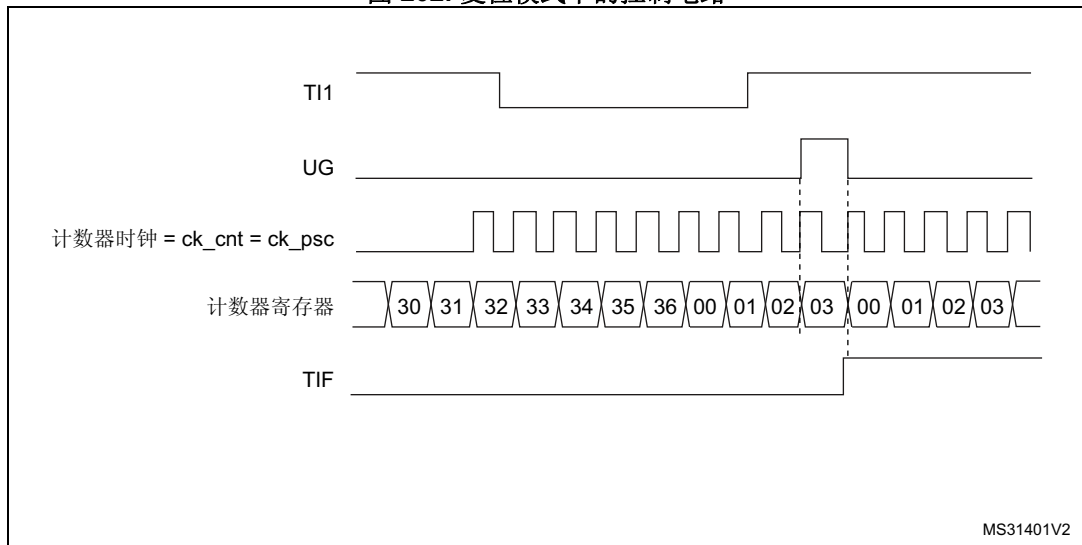 TI1
UG
计数器时钟 = ck_cnt = ck_psc
计数器寄存器 30 31 32 33 34 35 36 00 01 02 03 00 01 02 03
TIF
MS31401V2